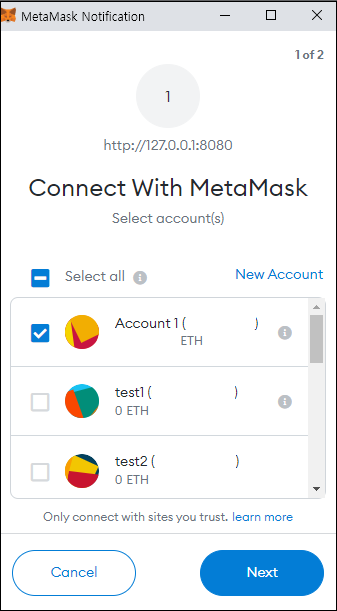 MetaMask Notification
1 of 2
1
http://127.0.0.1:8080
Connect With MetaMask
Select account(s)
Select all
New Account
Account 1 ( )
ETH
test1 ( )
0 ETH
test2 ( )
0 ETH
Only connect with sites you trust. learn more
Cancel
Next